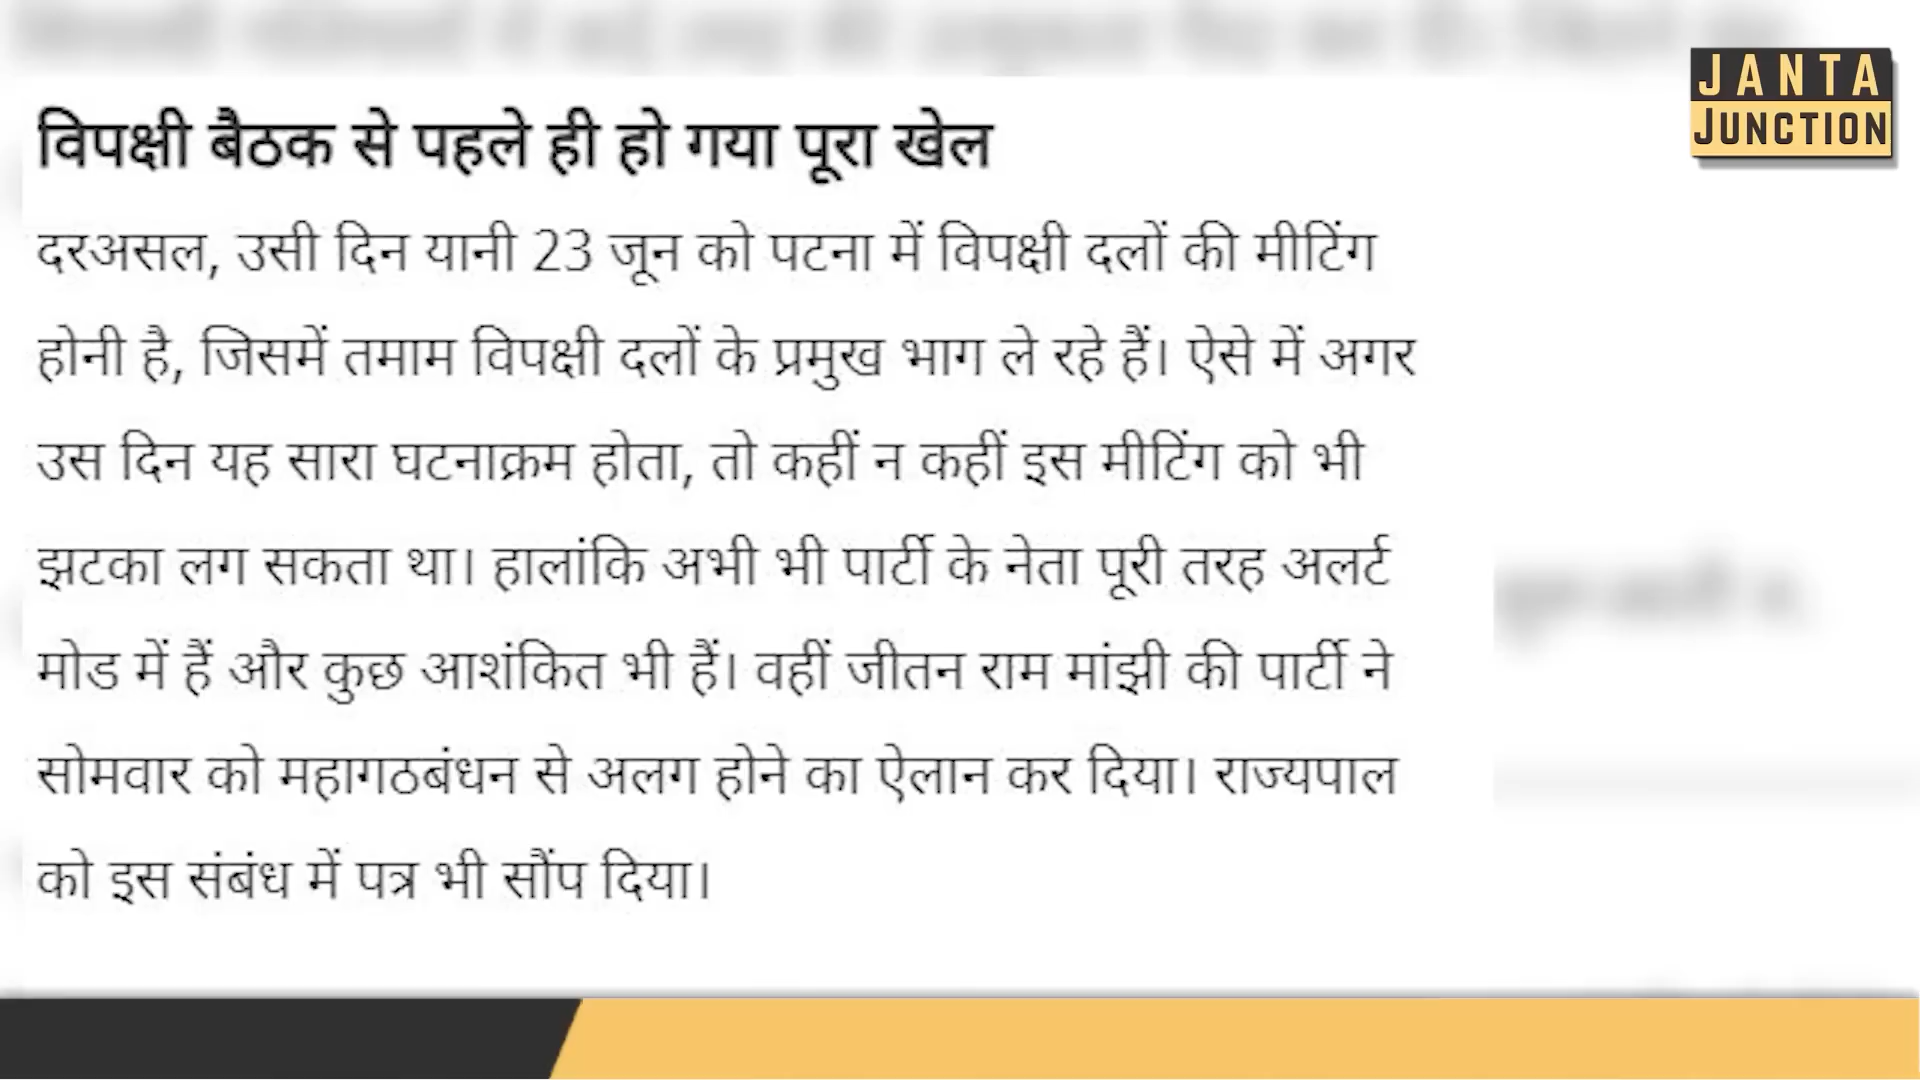 JANTA
JUNCTION
विपक्षी बैठक से पहले ही हो गया पूरा खेल
दरअसल, उसी दिन यानी 23 जून को पटना में विपक्षी दलों की मीटिंग
होनी है, जिसमें तमाम विपक्षी दलों के प्रमुख भाग ले रहे हैं। ऐसे में अगर
उस दिन यह सारा घटनाक्रम होता, तो कहीं न कहीं इस मीटिंग को भी
झटका लग सकता था। हालांकि अभी भी पार्टी के नेता पूरी तरह अलर्ट
मोड में हैं और कुछ आशंकित भी हैं। वहीं जीतन राम मांझी की पार्टी ने
सोमवार को महागठबंधन से अलग होने का ऐलान कर दिया। राज्यपाल
को इस संबंध में पत्र भी सौंप दिया।